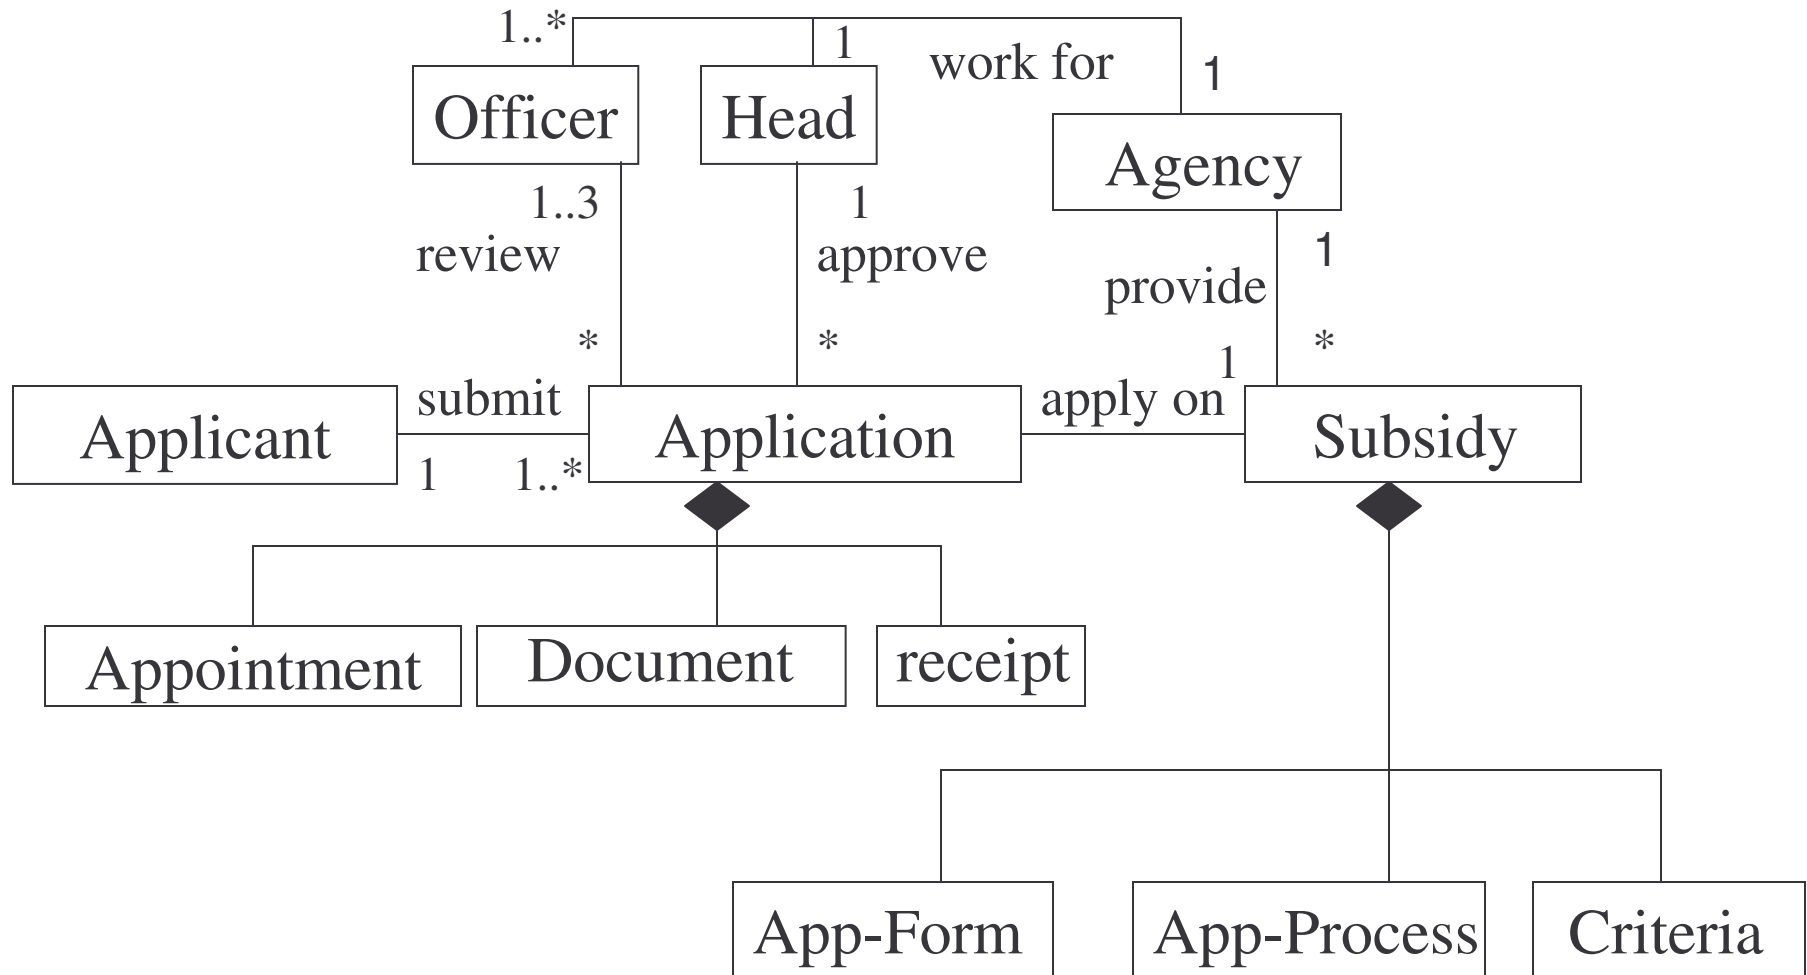 1..*
1
work for
1
Officer
Head
Agency
1..3
1
review
approve
1
provide
*
*
1
*
Applicant
submit
Application
apply on
Subsidy
1
1..*
Appointment
Document
receipt
App-Form
App-Process
Criteria